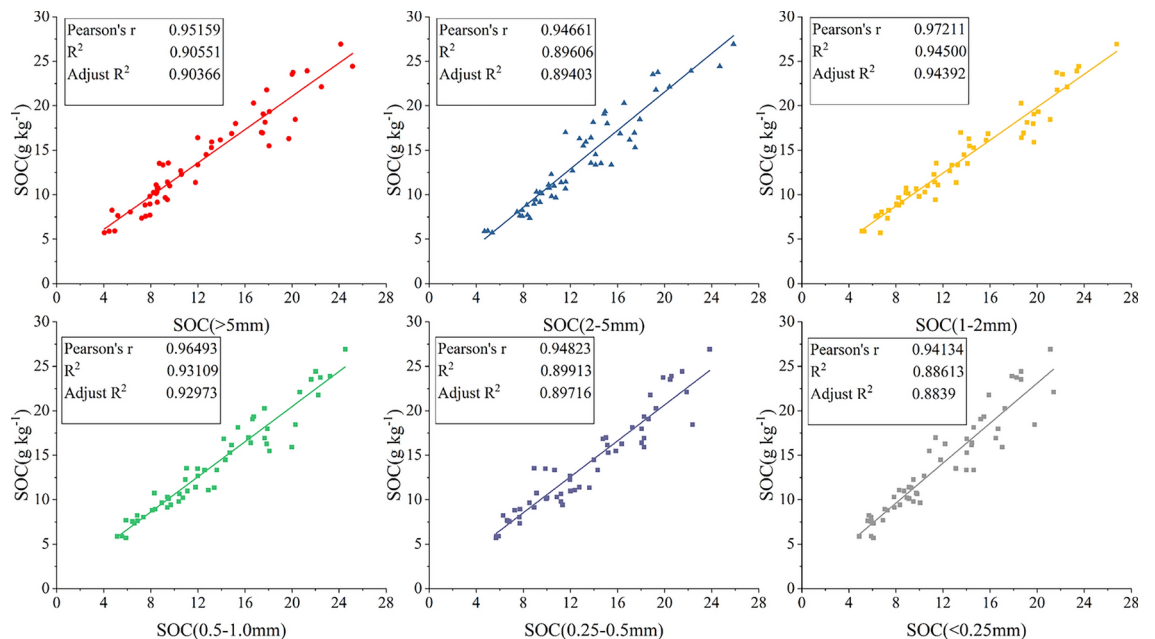 30
25
20
15
10
5
0
SOC(g kg⁻¹)
Pearson's r 0.95159
R² 0.90551
Adjust R² 0.90366
0 4 8 12 16 20 24 28
SOC(>5mm)
30
25
20
15
10
5
0
SOC(g kg⁻¹)
Pearson's r 0.94661
R² 0.89606
Adjust R² 0.89403
0 4 8 12 16 20 24 28
SOC(2-5mm)
30
25
20
15
10
5
0
SOC(g kg⁻¹)
Pearson's r 0.97211
R² 0.94500
Adjust R² 0.94392
0 4 8 12 16 20 24 28
SOC(1-2mm)
30
25
20
15
10
5
0
SOC(g kg⁻¹)
Pearson's r 0.96493
R² 0.93109
Adjust R² 0.92973
0 4 8 12 16 20 24 28
SOC(0.5-1.0mm)
30
25
20
15
10
5
0
SOC(g kg⁻¹)
Pearson's r 0.94823
R² 0.89913
Adjust R² 0.89716
0 4 8 12 16 20 24 28
SOC(0.25-0.5mm)
30
25
20
15
10
5
0
SOC(g kg⁻¹)
Pearson's r 0.94134
R² 0.88613
Adjust R² 0.8839
0 4 8 12 16 20 24 28
SOC(<0.25mm)